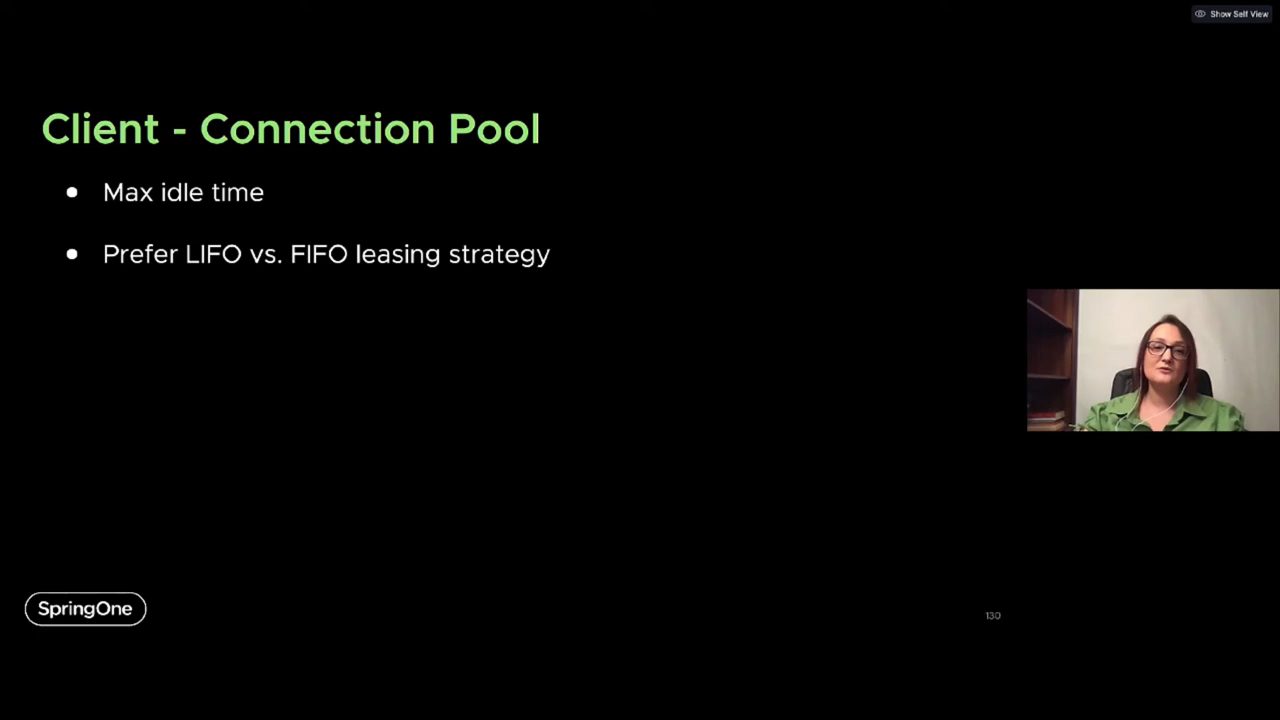 Show Self View
Client - Connection Pool
● Max idle time
● Prefer LIFO vs. FIFO leasing strategy
SpringOne
130